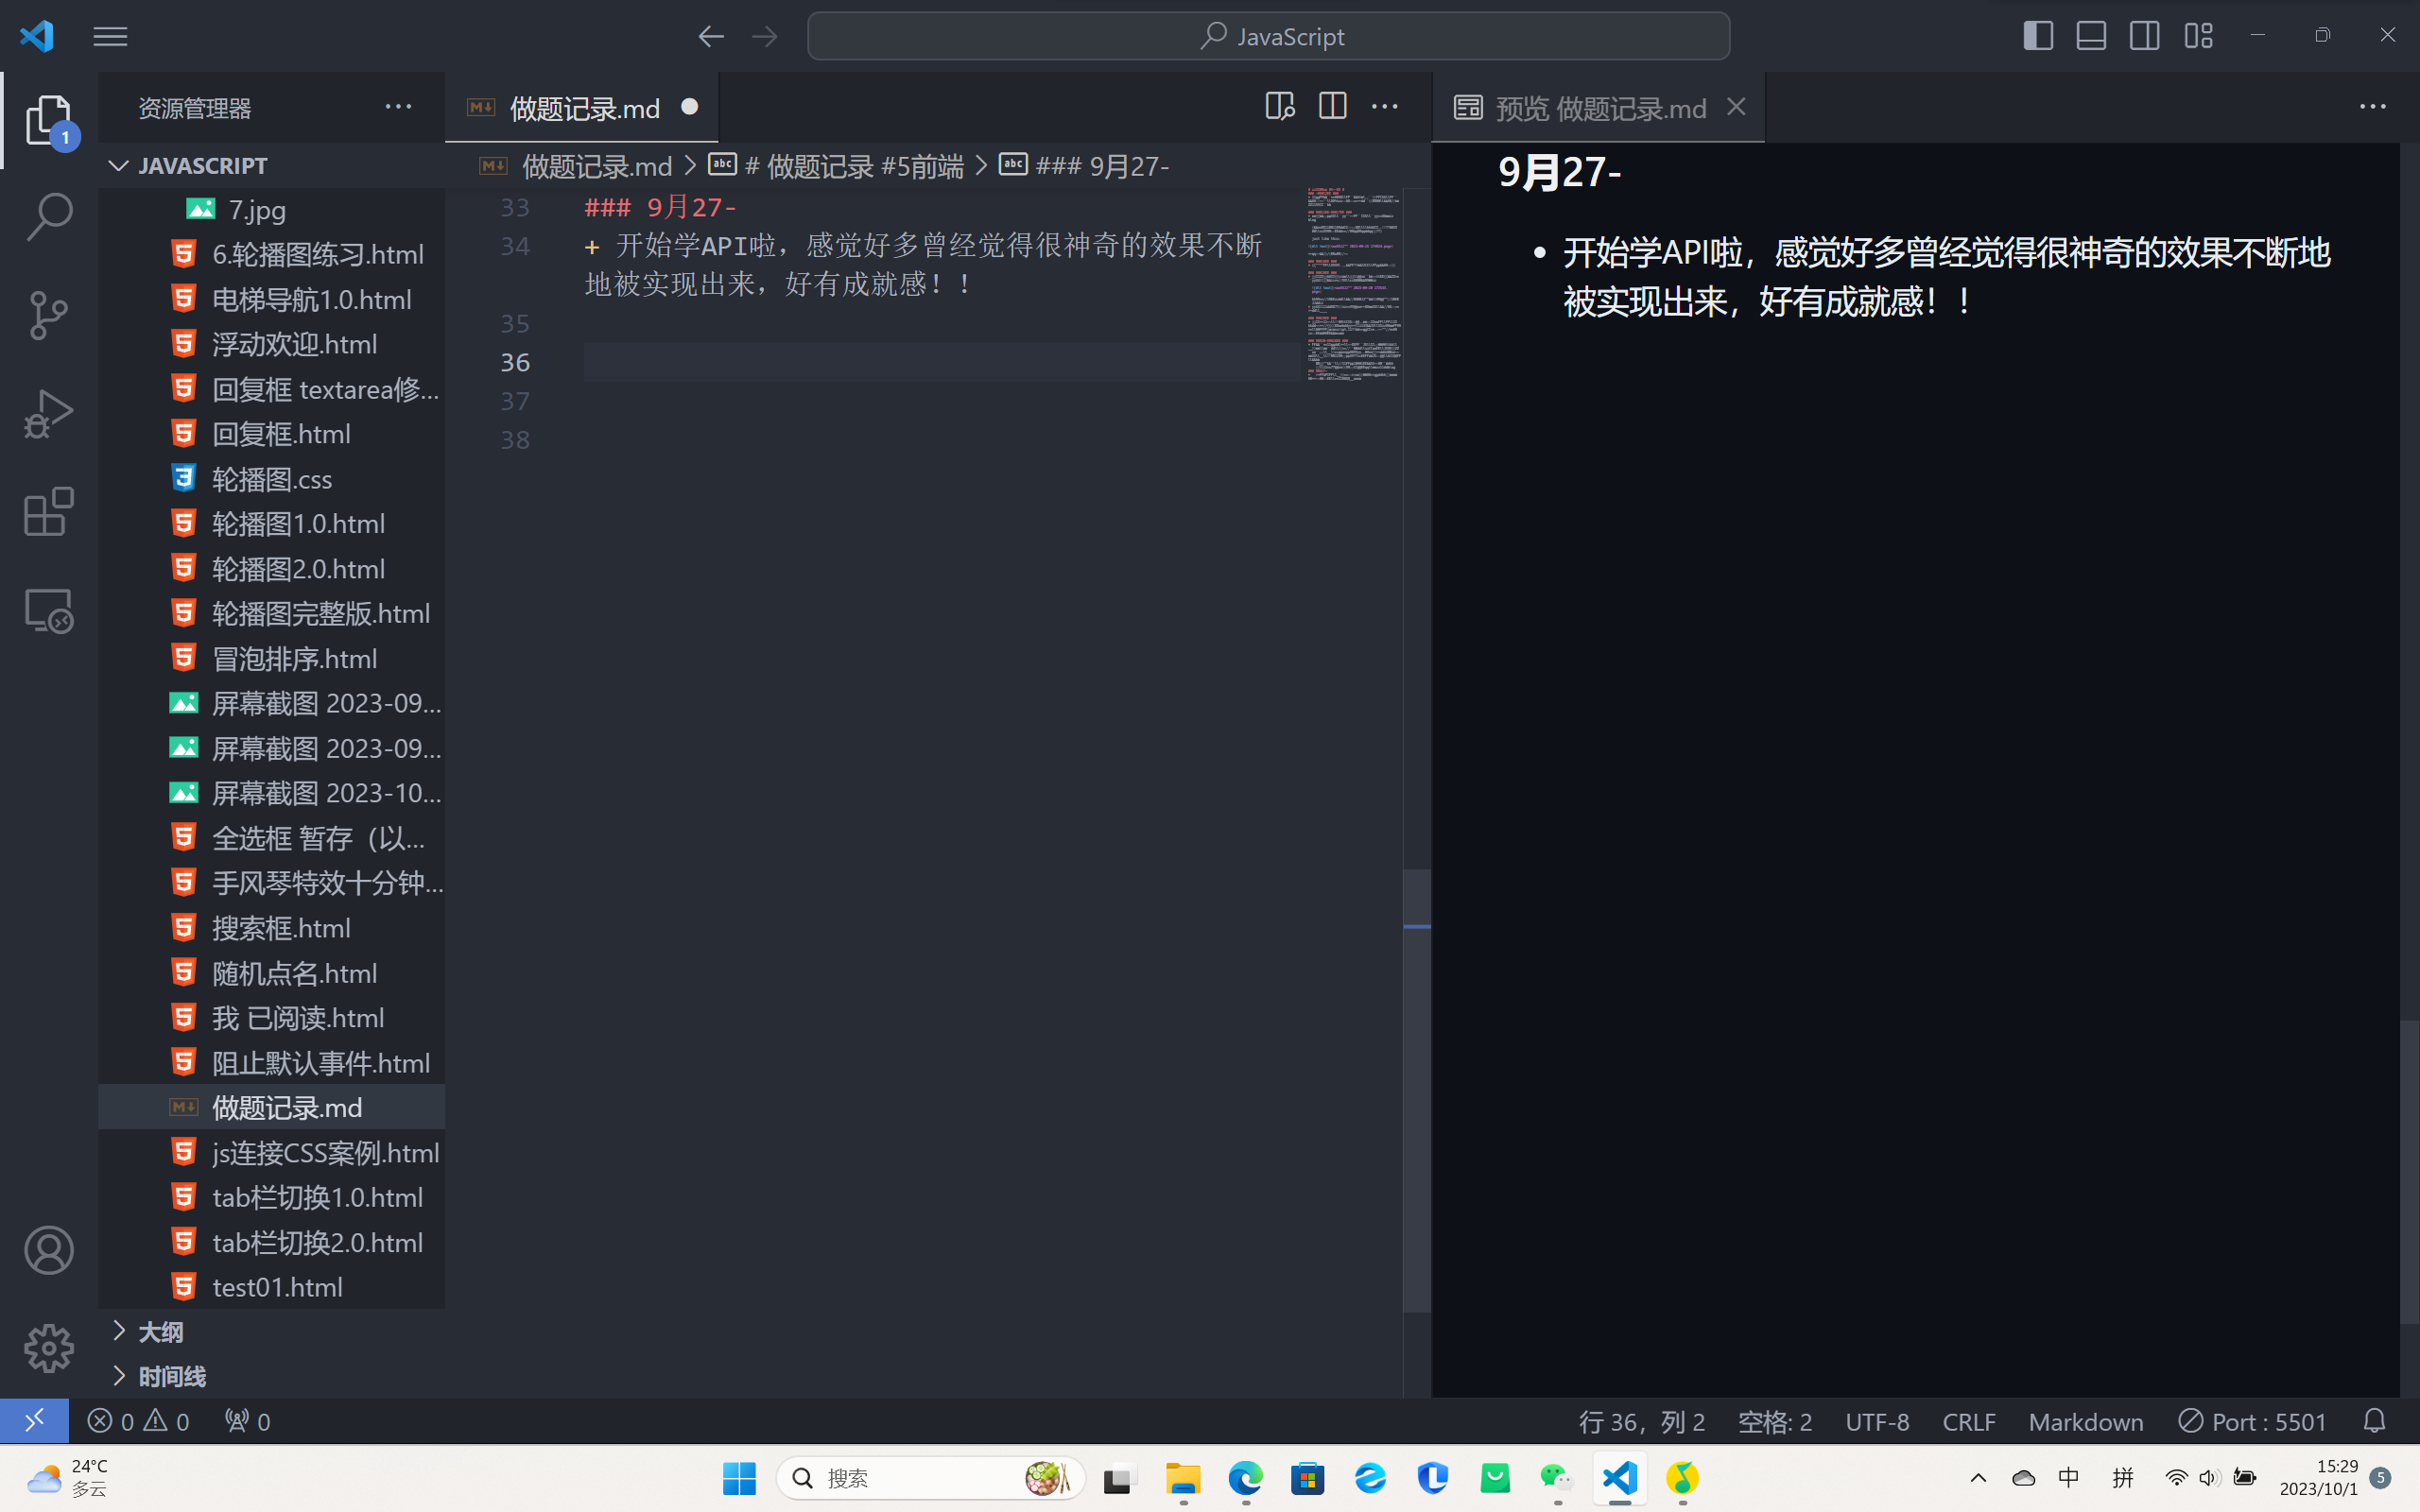 JavaScript
资源管理器
1
JAVASCRIPT
7.jpg
6.轮播图练习.html
电梯导航1.0.html
浮动欢迎.html
回复框 textarea修...
回复框.html
轮播图.css
轮播图1.0.html
轮播图2.0.html
轮播图完整版.html
冒泡排序.html
屏幕截图 2023-09...
屏幕截图 2023-09...
屏幕截图 2023-10...
全选框 暂存（以...
手风琴特效十分钟...
搜索框.html
随机点名.html
我 已阅读.html
阻止默认事件.html
做题记录.md
js连接CSS案例.html
tab栏切换1.0.html
tab栏切换2.0.html
test01.html
大纲
时间线
做题记录.md
做题记录.md > # 做题记录 #5前端 > ### 9月27-
33 ### 9月27-
34 + 开始学API啦，感觉好多曾经觉得很神奇的效果不断
地被实现出来，好有成就感！！
35
36
37
38
预览 做题记录.md
9月27-
• 开始学API啦，感觉好多曾经觉得很神奇的效果不断地
被实现出来，好有成就感！！
0 0 0
行 36，列 2 空格: 2 UTF-8 CRLF Markdown Port : 5501
24°C
多云
搜索
中 拼
15:29
2023/10/1
5